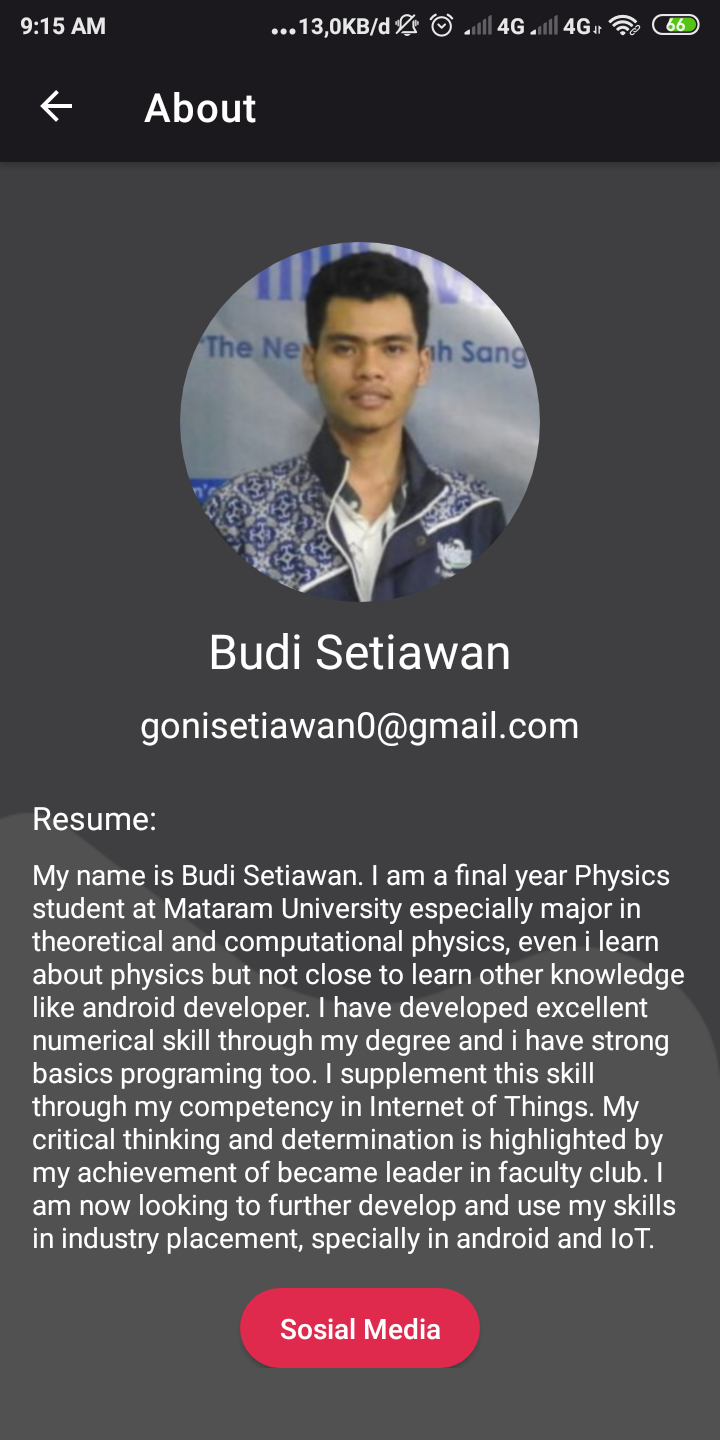 9:15 AM ...13,0KB/d 4G 4G 66
About
"The Ne h Sang
Budi Setiawan
gonisetiawan0@gmail.com
Resume:
My name is Budi Setiawan. I am a final year Physics
student at Mataram University especially major in
theoretical and computational physics, even i learn
about physics but not close to learn other knowledge
like android developer. I have developed excellent
numerical skill through my degree and i have strong
basics programing too. I supplement this skill
through my competency in Internet of Things. My
critical thinking and determination is highlighted by
my achievement of became leader in faculty club. I
am now looking to further develop and use my skills
in industry placement, specially in android and IoT.
Sosial Media